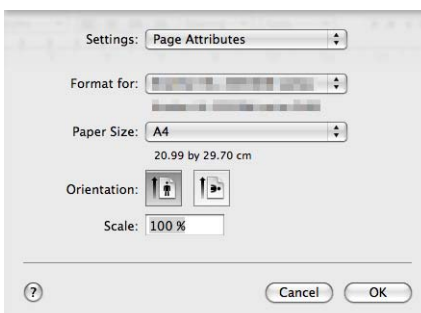 Settings: Page Attributes
Format for:
Paper Size: A4
20.99 by 29.70 cm
Orientation:
Scale: 100 %
? Cancel OK